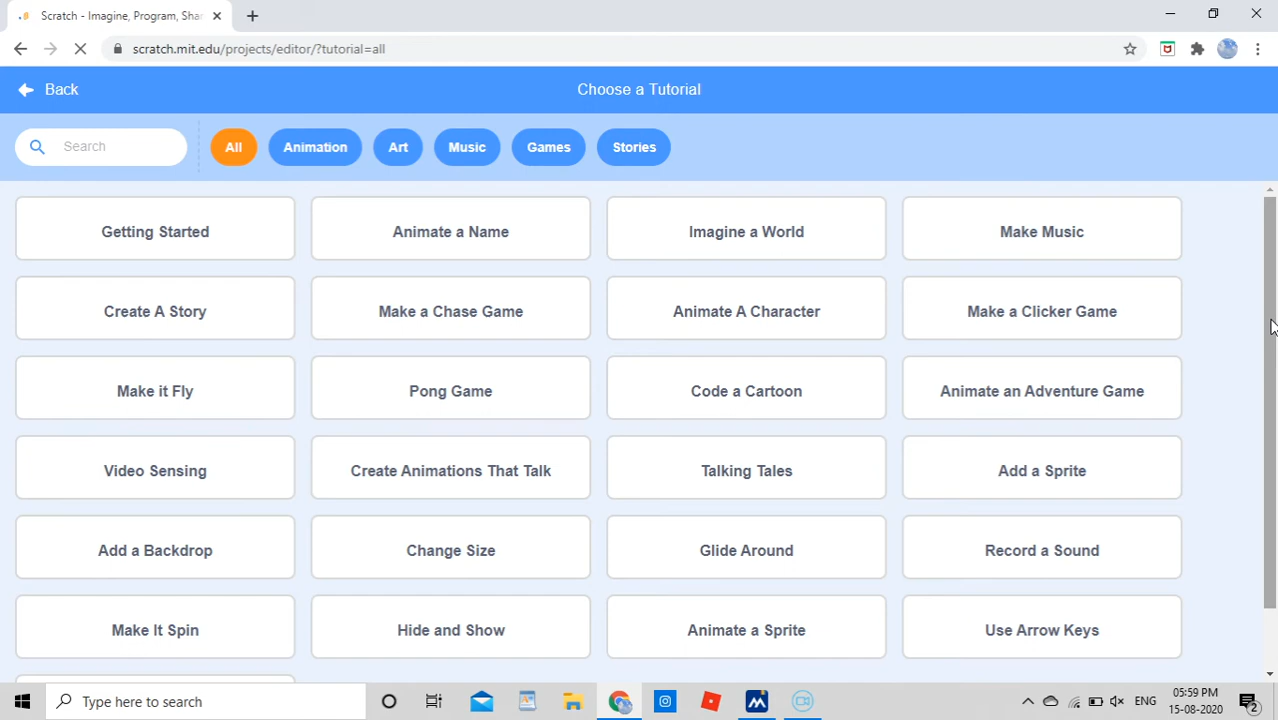 Scratch - Imagine, Program, Sha
scratch.mit.edu/projects/editor/?tutorial=all
Back
Choose a Tutorial
Search
All
Animation
Art
Music
Games
Stories
Getting Started
Animate a Name
Imagine a World
Make Music
Create A Story
Make a Chase Game
Animate A Character
Make a Clicker Game
Make it Fly
Pong Game
Code a Cartoon
Animate an Adventure Game
Video Sensing
Create Animations That Talk
Talking Tales
Add a Sprite
Add a Backdrop
Change Size
Glide Around
Record a Sound
Make It Spin
Hide and Show
Animate a Sprite
Use Arrow Keys
Type here to search
ENG
05:59 PM
15-08-2020
2